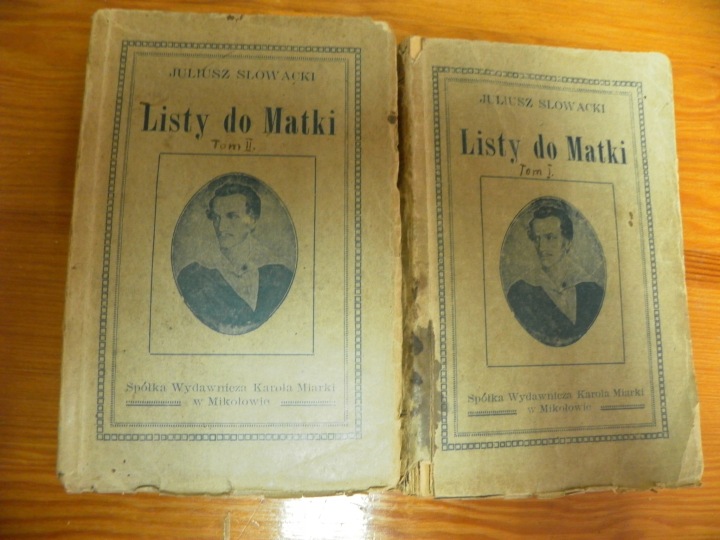 JULIUSZ SŁOWACKI
Listy do Matki
Tom II.
Spółka Wydawnicza Karola Miarki
w Mikołowie
JULIUSZ SŁOWACKI
Listy do Matki
Tom I.
Spółka Wydawnicza Karola Miarki
w Mikołowie